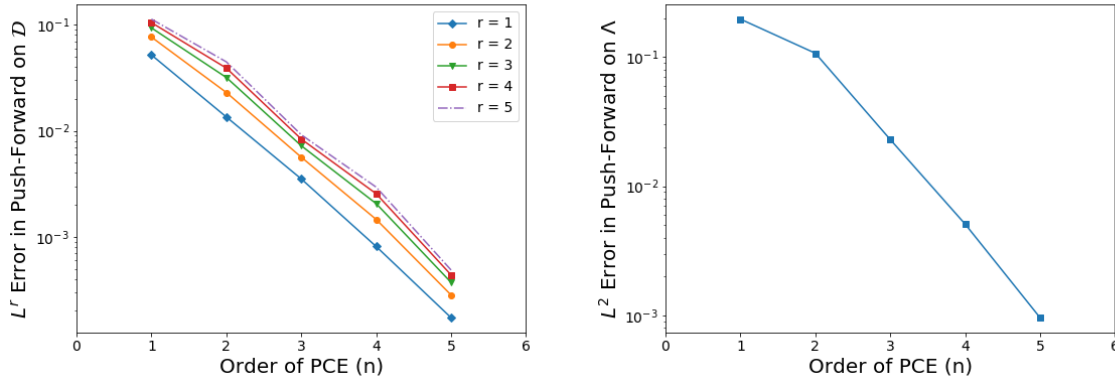 L^r Error in Push-Forward on 𝒟
10^-1
10^-2
10^-3
0 1 2 3 4 5 6
Order of PCE (n)
r = 1
r = 2
r = 3
r = 4
r = 5
L^2 Error in Push-Forward on Λ
10^-1
10^-2
10^-3
0 1 2 3 4 5 6
Order of PCE (n)